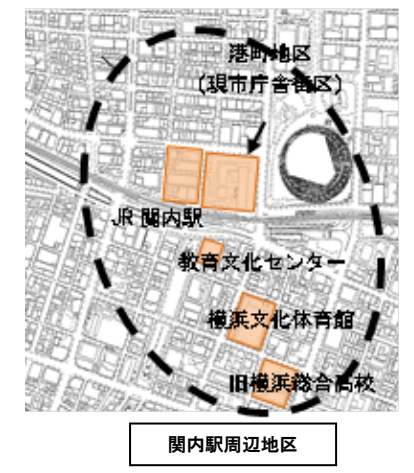 港町地区
(現市庁舎街区)
JR 関内駅
教育文化センター
横浜文化体育館
旧横浜総合高校
関内駅周辺地区